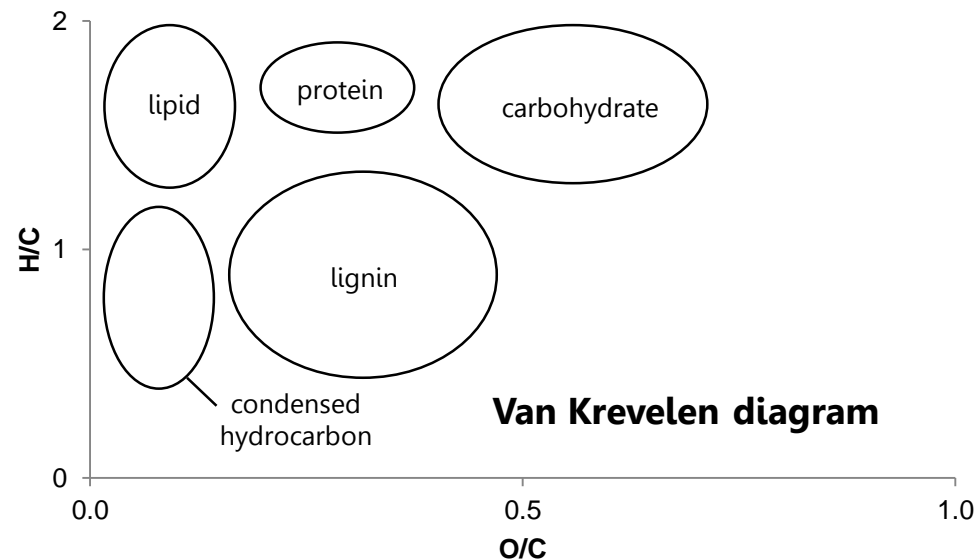 2
lipid
protein
carbohydrate
H/C
1
lignin
condensed
hydrocarbon
Van Krevelen diagram
0
0.0
0.5
1.0
O/C